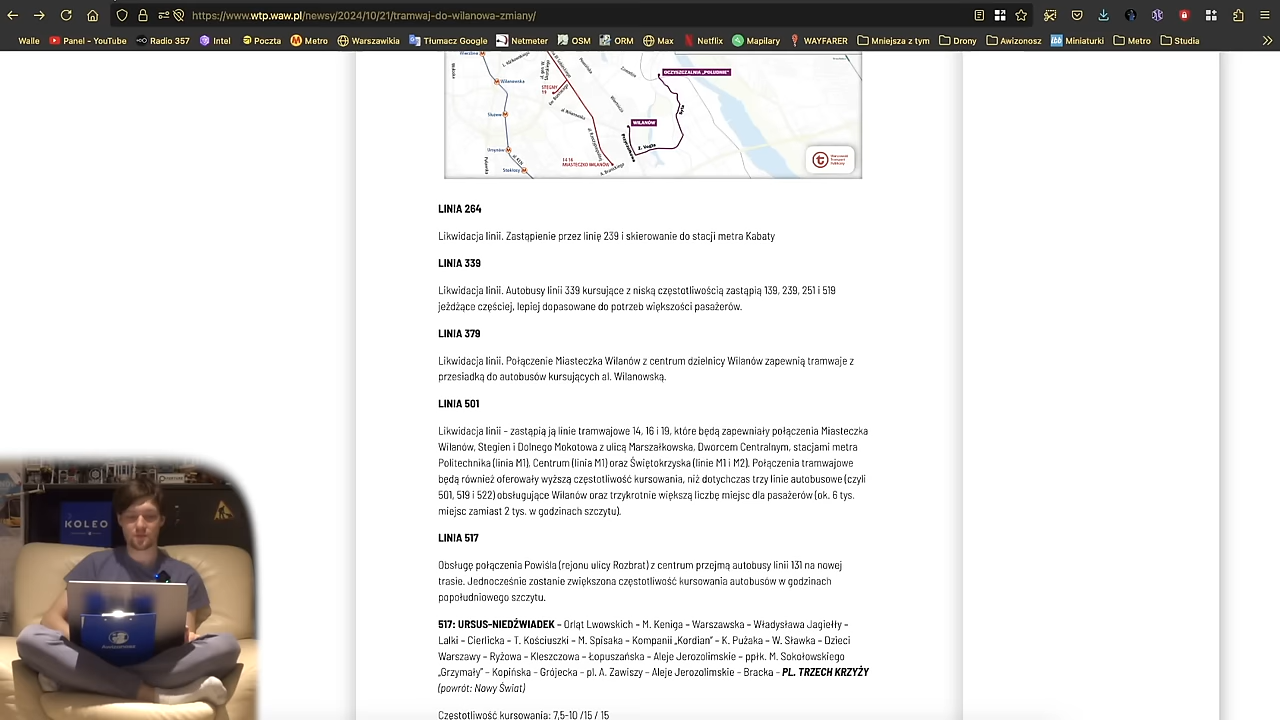 https://www.wtp.waw.pl/newsy/2024/10/21/tramwaj-do-wilanowa-zmiany/
Walle Panel - YouTube Radio 357 Intel Poczta Metro Warszawikia Tłumacz Google Netmeter OSM ORM Max Netflix Mapilary WAYFARER Mniejsza z tym Drony Awizonosz Miniaturki Metro Studia
OCZYSZCZALNIA „POŁUDNIE"
Wilanowska
STEGNY
19
Służew
WILANÓW
Ursynów
14 16
MIASTECZKO WILANÓW
Stokłosy
LINIA 264
Likwidacja linii. Zastąpienie przez linię 239 i skierowanie do stacji metra Kabaty
LINIA 339
Likwidacja linii. Autobusy linii 339 kursujące z niską częstotliwością zastąpią 139, 239, 251 i 519
jeżdżące częściej, lepiej dopasowane do potrzeb większości pasażerów.
LINIA 379
Likwidacja linii. Połączenie Miasteczka Wilanów z centrum dzielnicy Wilanów zapewnią tramwaje z
przesiadką do autobusów kursujących al. Wilanowską.
LINIA 501
Likwidacja linii – zastąpią ją linie tramwajowe 14, 16 i 19, które będą zapewniały połączenia Miasteczka
Wilanów, Stegien i Dolnego Mokotowa z ulicą Marszałkowską, Dworcem Centralnym, stacjami metra
Politechnika (linia M1), Centrum (linia M1) oraz Świętokrzyska (linie M1 i M2). Połączenia tramwajowe
będą również oferowały wyższą częstotliwość kursowania, niż dotychczas trzy linie autobusowe (czyli
501, 519 i 522) obsługujące Wilanów oraz trzykrotnie większą liczbę miejsc dla pasażerów (ok. 6 tys.
miejsc zamiast 2 tys. w godzinach szczytu).
LINIA 517
Obsługę połączenia Powiśla (rejonu ulicy Rozbrat) z centrum przejmą autobusy linii 131 na nowej
trasie. Jednocześnie zostanie zwiększona częstotliwość kursowania autobusów w godzinach
popołudniowego szczytu.
517: URSUS-NIEDŹWIADEK – Orląt Lwowskich – M. Keniga – Warszawska – Władysława Jagiełły –
Lalki – Cierlicka – T. Kościuszki – M. Spisaka – Kompanii „Kordian" – K. Pużaka – W. Sławka – Dzieci
Warszawy – Ryżowa – Kleszczowa – Łopuszańska – Aleje Jerozolimskie – ppłk. M. Sokołowskiego
„Grzymały" – Kopińska – Grójecka – pl. A. Zawiszy – Aleje Jerozolimskie – Bracka – PL. TRZECH KRZYŻY
(powrót: Nowy Świat)
Częstotliwość kursowania: 7,5-10 /15 / 15
KOLEO